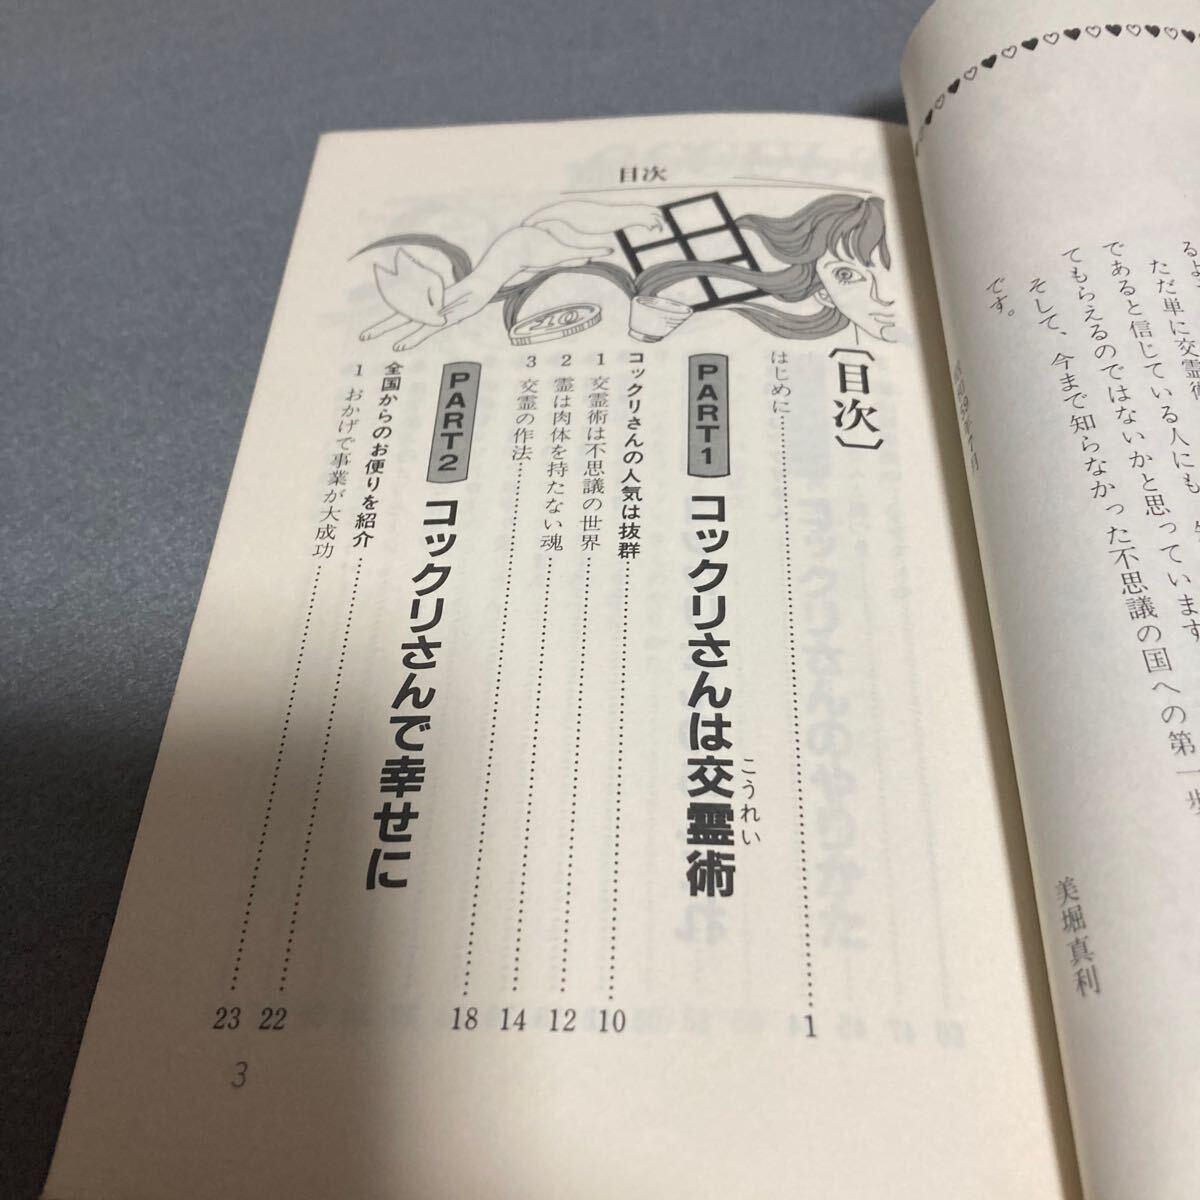 るよ
ただ単に交霊術
であると信じている人にも
てもらえるのではないかと思っています
そして、今まで知らなかった不思議の国への第一歩
です。
昭和59年7月
美堀真利
目次
10
〔目次〕
はじめに……1
PART1 コックリさんは交霊術
こうれい
コックリさんの人気は抜群……10
1 交霊術は不思議の世界……12
2 霊は肉体を持たない魂……14
3 交霊の作法……18
PART2 コックリさんで幸せに
全国からのお便りを紹介……22
1 おかげで事業が大成功……23
3